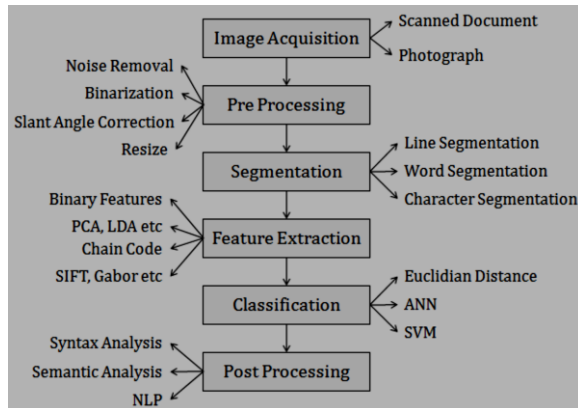 Image Acquisition
Scanned Document
Photograph
Noise Removal
Binarization
Slant Angle Correction
Resize
Pre Processing
Segmentation
Line Segmentation
Word Segmentation
Character Segmentation
Binary Features
PCA, LDA etc
Chain Code
SIFT, Gabor etc
Feature Extraction
Classification
Euclidian Distance
ANN
SVM
Syntax Analysis
Semantic Analysis
NLP
Post Processing